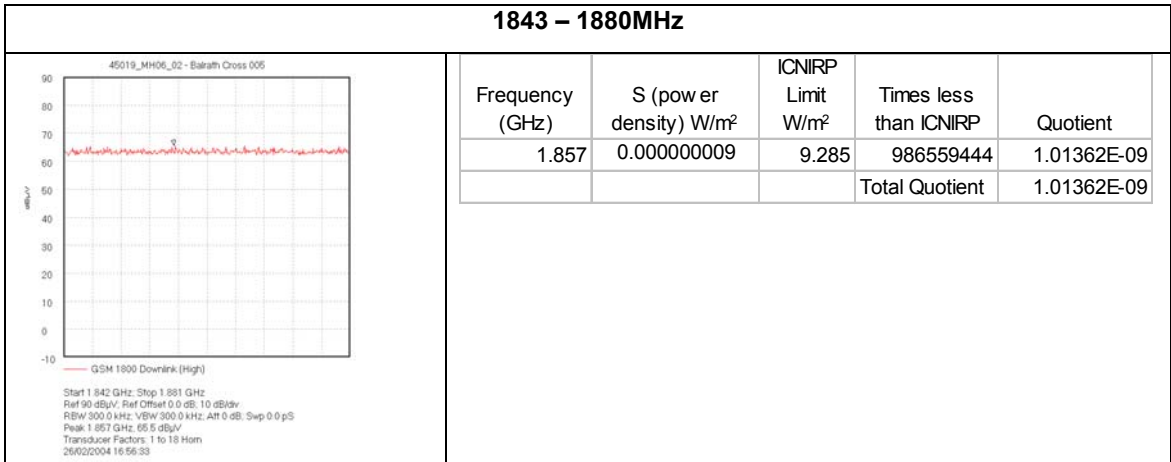 1843 – 1880MHz
45019_MH06_02 - Balrath Cross 005
90
80
70
60
50
40
30
20
10
0
-10
dBµV
GSM 1800 Downlink (High)
Start 1.842 GHz; Stop 1.881 GHz
Ref 90 dBµV; Ref Offset 0.0 dB; 10 dB/div
RBW 300.0 kHz; VBW 300.0 kHz; Att 0 dB; Swp 0.0 pS
Peak 1.857 GHz, 65.5 dBµV
Transducer Factors: 1 to 18 Horn
26/02/2004 16:56:33
Frequency (GHz) S (power density) W/m² ICNIRP Limit W/m² Times less than ICNIRP Quotient
1.857 0.000000009 9.285 986559444 1.01362E-09
Total Quotient 1.01362E-09